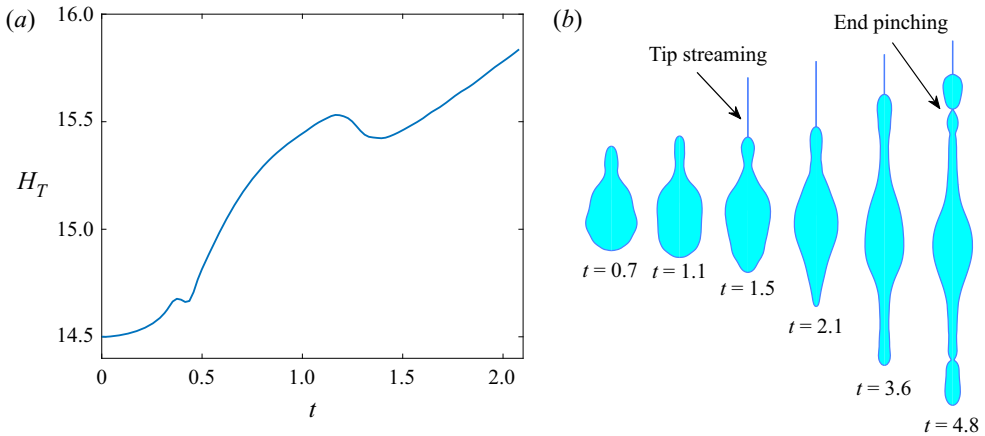 (a)
16.0
15.5
15.0
14.5
H_T
0
0.5
1.0
1.5
2.0
t
(b)
End pinching
Tip streaming
t = 0.7
t = 1.1
t = 1.5
t = 2.1
t = 3.6
t = 4.8